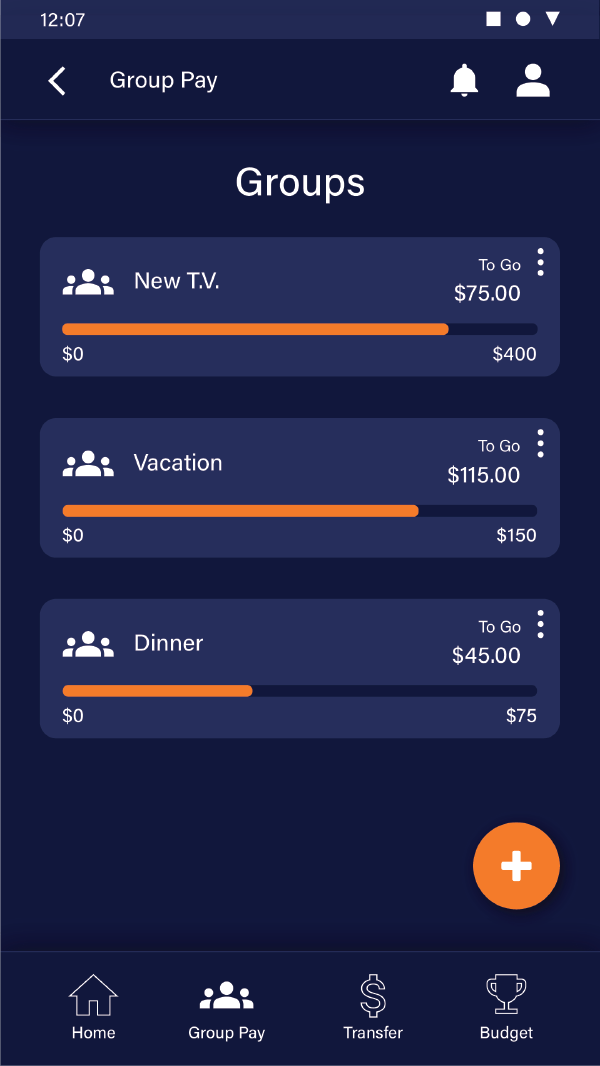 12:07
Group Pay
Groups
New T.V.
To Go
$75.00
$0
$400
Vacation
To Go
$115.00
$0
$150
Dinner
To Go
$45.00
$0
$75
Home
Group Pay
Transfer
Budget